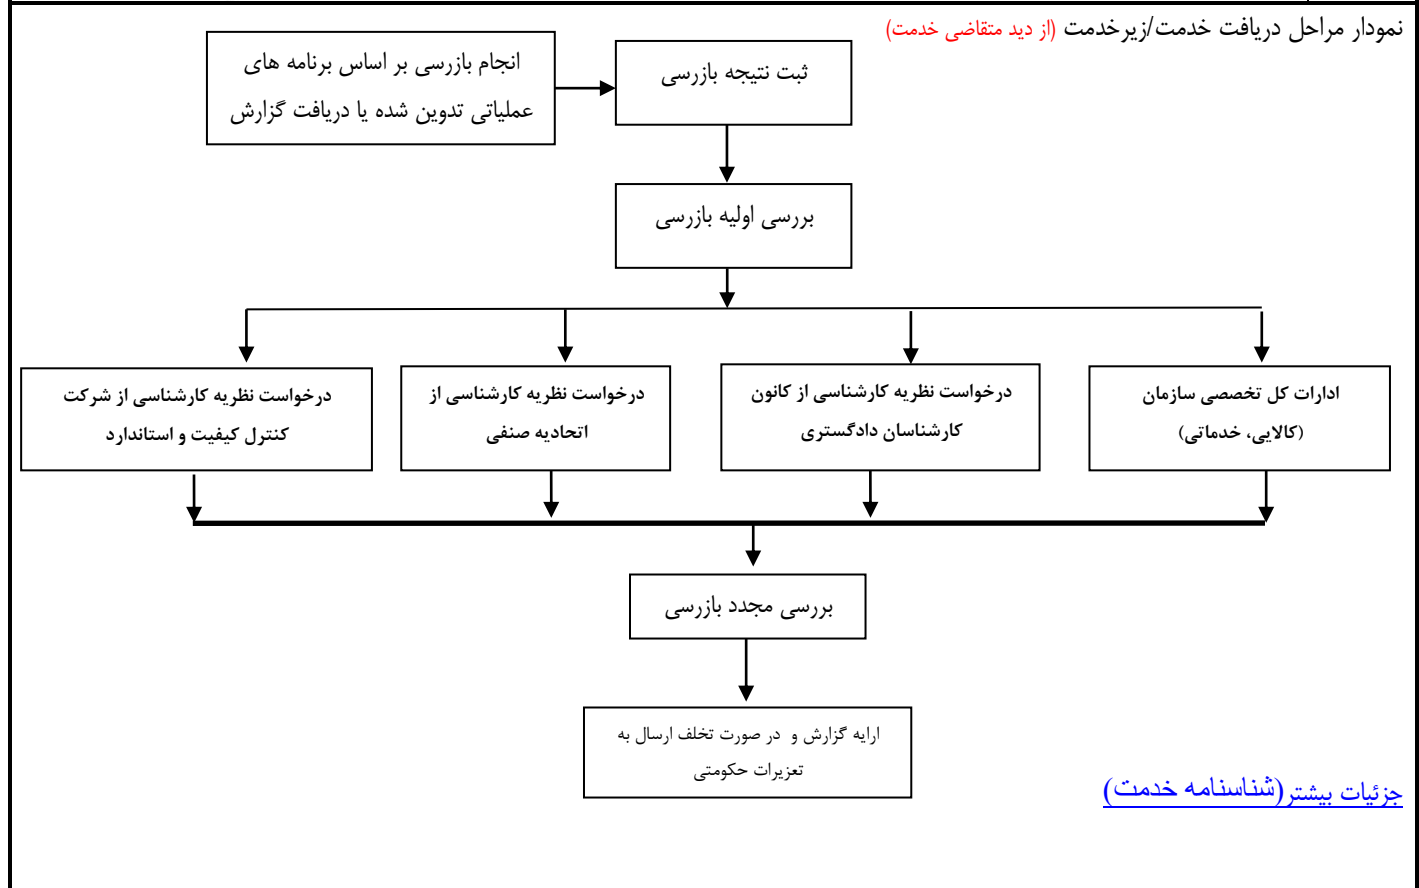 نمودار مراحل دریافت خدمت/زیرخدمت (از دید متقاضی خدمت)
انجام بازرسی بر اساس برنامه های
عملیاتی تدوین شده یا دریافت گزارش
ثبت نتیجه بازرسی
بررسی اولیه بازرسی
ادارات کل تخصصی سازمان
(کالایی، خدماتی)
درخواست نظریه کارشناسی از کانون
کارشناسان دادگستری
درخواست نظریه کارشناسی از
اتحادیه صنفی
درخواست نظریه کارشناسی از شرکت
کنترل کیفیت و استاندارد
بررسی مجدد بازرسی
ارایه گزارش و در صورت تخلف ارسال به
تعزیرات حکومتی
جزئیات بیشتر(شناسنامه خدمت)